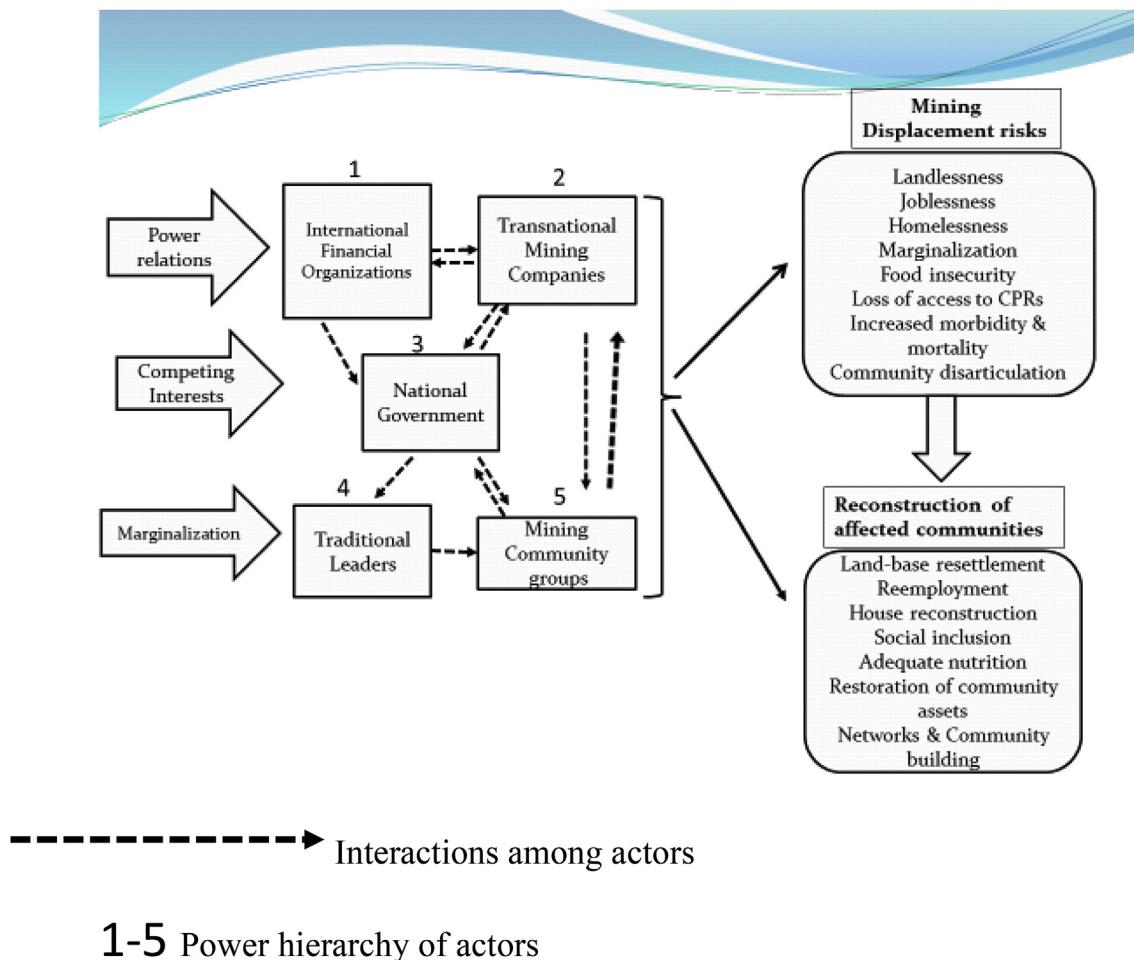 Mining
Displacement risks
Landlessness
Joblessness
Homelessness
Marginalization
Food insecurity
Loss of access to CPRs
Increased morbidity &
mortality
Community disarticulation
1
2
Power
relations
International
Financial
Organizations
Transnational
Mining
Companies
3
Competing
Interests
National
Government
4
5
Marginalization
Traditional
Leaders
Mining
Community
groups
Reconstruction of
affected communities
Land-base resettlement
Reemployment
House reconstruction
Social inclusion
Adequate nutrition
Restoration of community
assets
Networks & Community
building
Interactions among actors
1-5 Power hierarchy of actors